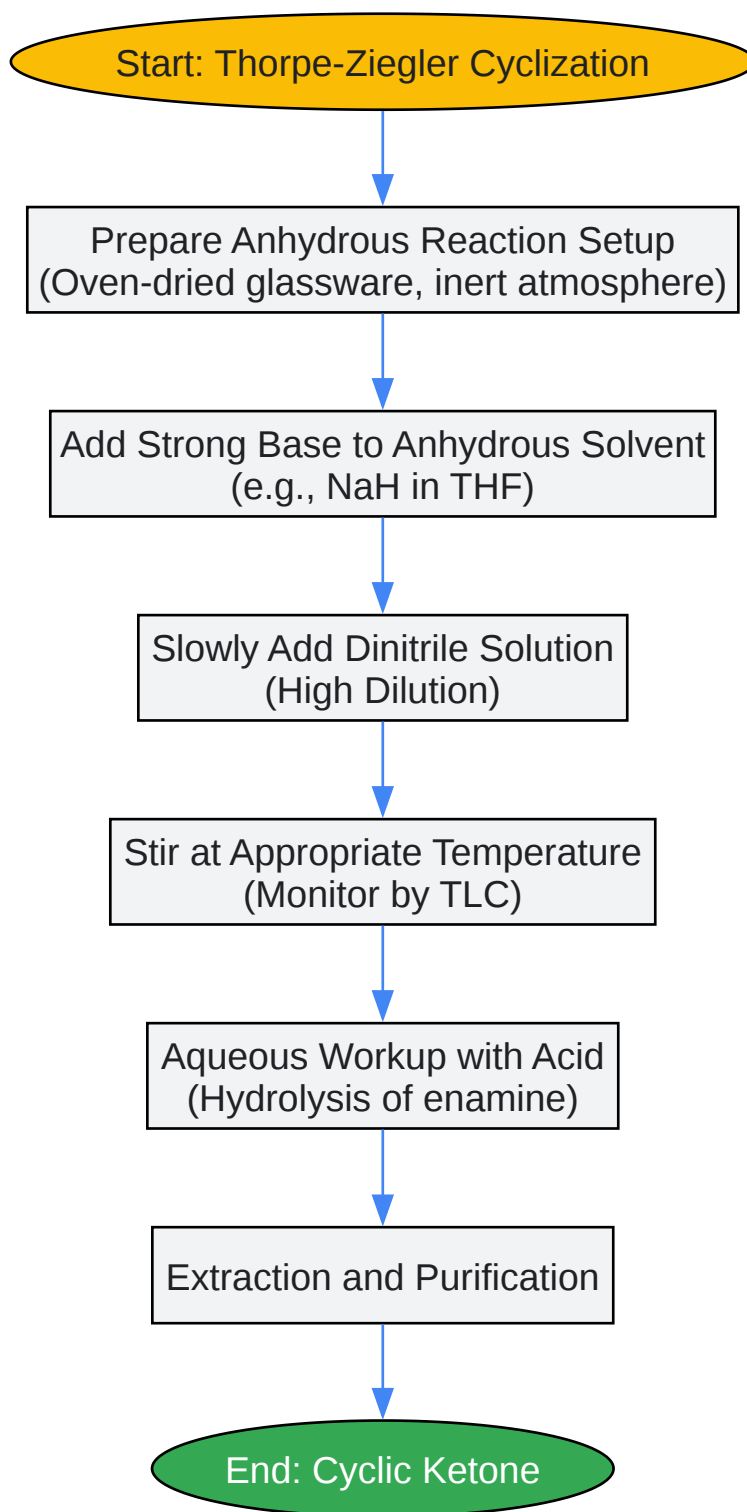 Start: Thorpe-Ziegler Cyclization
Prepare Anhydrous Reaction Setup
(Oven-dried glassware, inert atmosphere)
Add Strong Base to Anhydrous Solvent
(e.g., NaH in THF)
Slowly Add Dinitrile Solution
(High Dilution)
Stir at Appropriate Temperature
(Monitor by TLC)
Aqueous Workup with Acid
(Hydrolysis of enamine)
Extraction and Purification
End: Cyclic Ketone